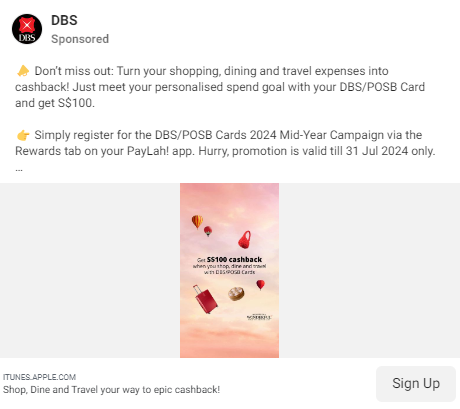 DBS
Sponsored
DBS
📣 Don't miss out: Turn your shopping, dining and travel expenses into
cashback! Just meet your personalised spend goal with your DBS/POSB Card
and get S$100.
👉 Simply register for the DBS/POSB Cards 2024 Mid-Year Campaign via the
Rewards tab on your PayLah! app. Hurry, promotion is valid till 31 Jul 2024 only.
...
Get S$100 cashback
when you shop, dine and travel
with DBS/POSB Cards
ITUNES.APPLE.COM
Shop, Dine and Travel your way to epic cashback!
Sign Up